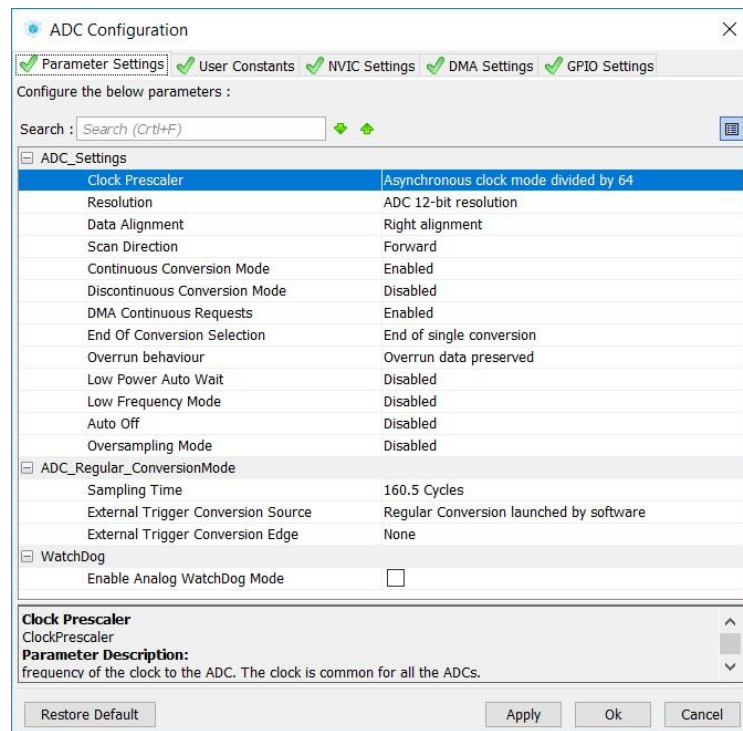 ADC Configuration
Parameter Settings User Constants NVIC Settings DMA Settings GPIO Settings
Configure the below parameters :
Search : Search (Crtl+F)
ADC_Settings
Clock Prescaler Asynchronous clock mode divided by 64
Resolution ADC 12-bit resolution
Data Alignment Right alignment
Scan Direction Forward
Continuous Conversion Mode Enabled
Discontinuous Conversion Mode Disabled
DMA Continuous Requests Enabled
End Of Conversion Selection End of single conversion
Overrun behaviour Overrun data preserved
Low Power Auto Wait Disabled
Low Frequency Mode Disabled
Auto Off Disabled
Oversampling Mode Disabled
ADC_Regular_ConversionMode
Sampling Time 160.5 Cycles
External Trigger Conversion Source Regular Conversion launched by software
External Trigger Conversion Edge None
WatchDog
Enable Analog WatchDog Mode
Clock Prescaler
ClockPrescaler
Parameter Description:
frequency of the clock to the ADC. The clock is common for all the ADCs.
Restore Default Apply Ok Cancel